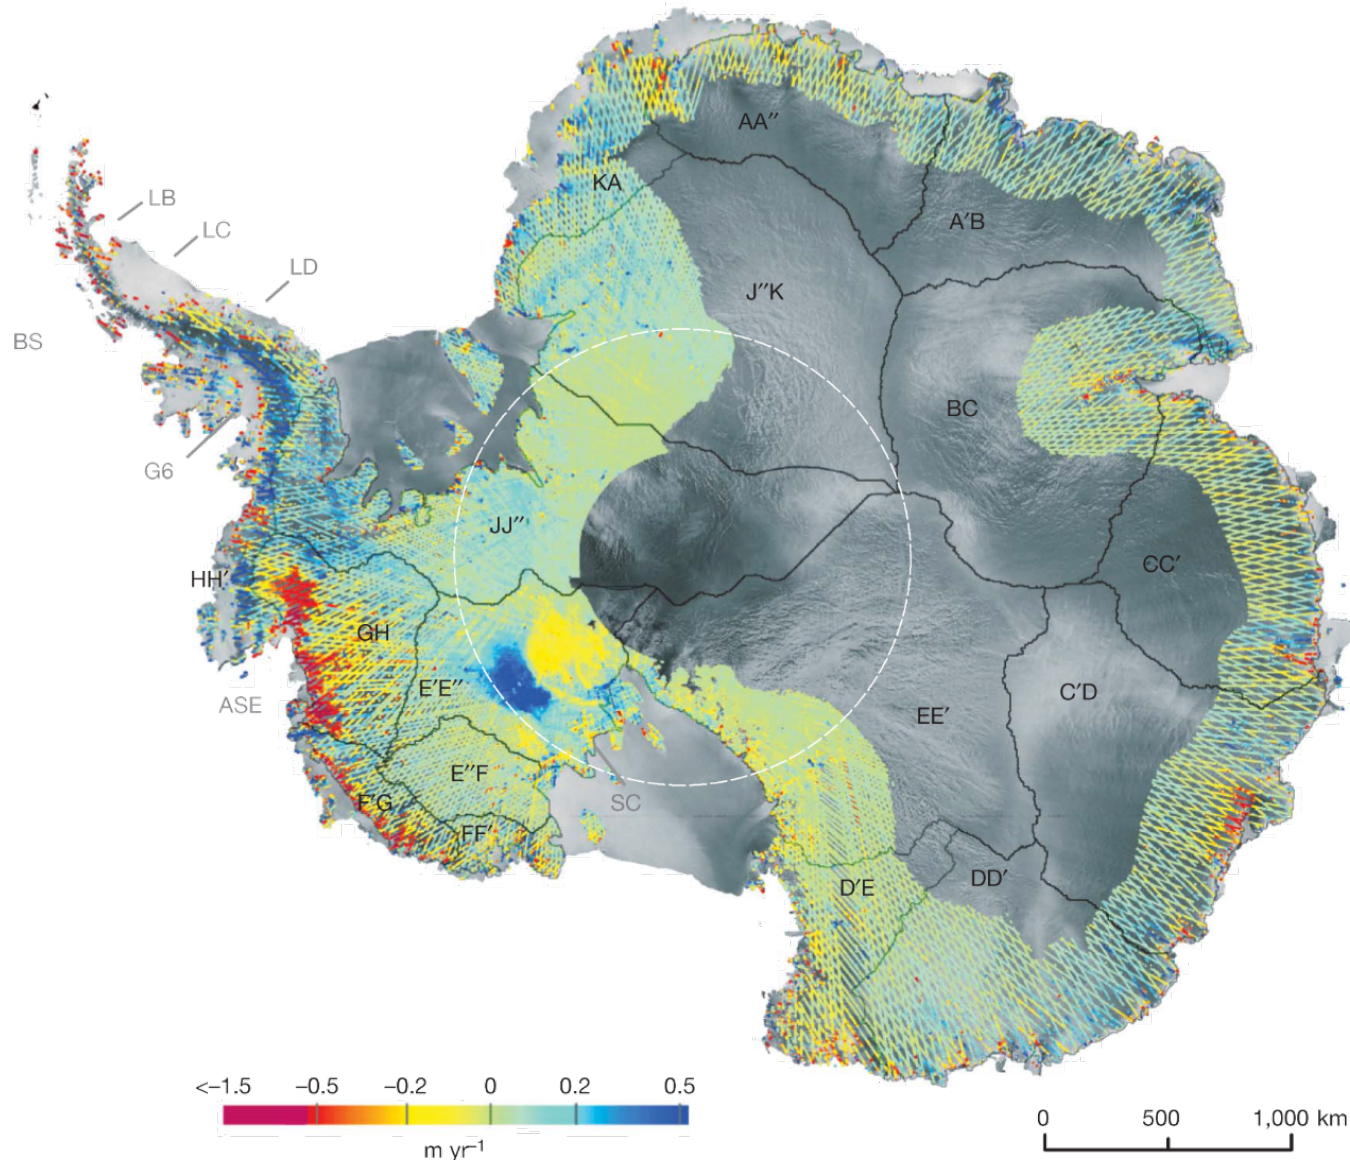 AA″
KA
LB
A′B
LC
LD
J″K
BS
BC
G6
JJ″
CC′
HH′
GH
E′E″
C′D
ASE
EE′
E″F
F′G
SC
FF′
D′E
DD′
<–1.5 –0.5 –0.2 0 0.2 0.5
m yr⁻¹
0 500 1,000 km